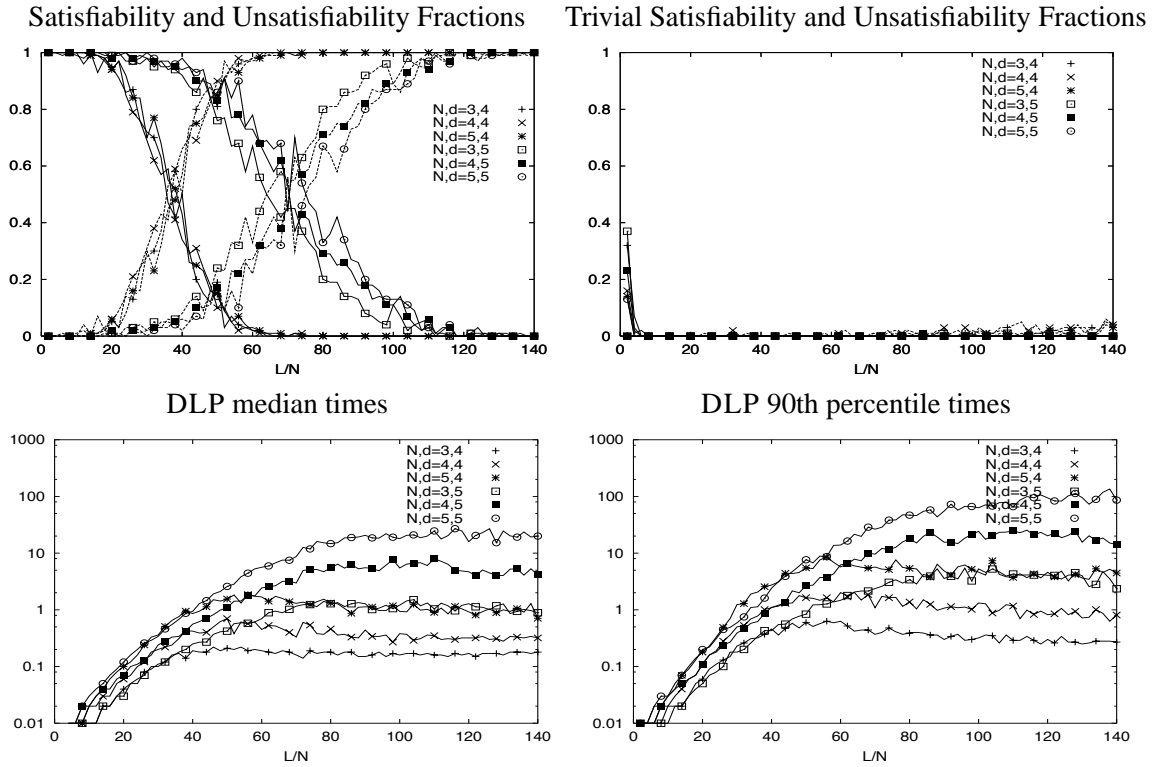 Satisfiability and Unsatisfiability Fractions
1
0.8
0.6
0.4
0.2
0
0 20 40 60 80 100 120 140
L/N
N,d=3,4
N,d=4,4
N,d=5,4
N,d=3,5
N,d=4,5
N,d=5,5
Trivial Satisfiability and Unsatisfiability Fractions
1
0.8
0.6
0.4
0.2
0
0 20 40 60 80 100 120 140
L/N
N,d=3,4
N,d=4,4
N,d=5,4
N,d=3,5
N,d=4,5
N,d=5,5
DLP median times
1000
100
10
1
0.1
0.01
0 20 40 60 80 100 120 140
L/N
N,d=3,4
N,d=4,4
N,d=5,4
N,d=3,5
N,d=4,5
N,d=5,5
DLP 90th percentile times
1000
100
10
1
0.1
0.01
0 20 40 60 80 100 120 140
L/N
N,d=3,4
N,d=4,4
N,d=5,4
N,d=3,5
N,d=4,5
N,d=5,5